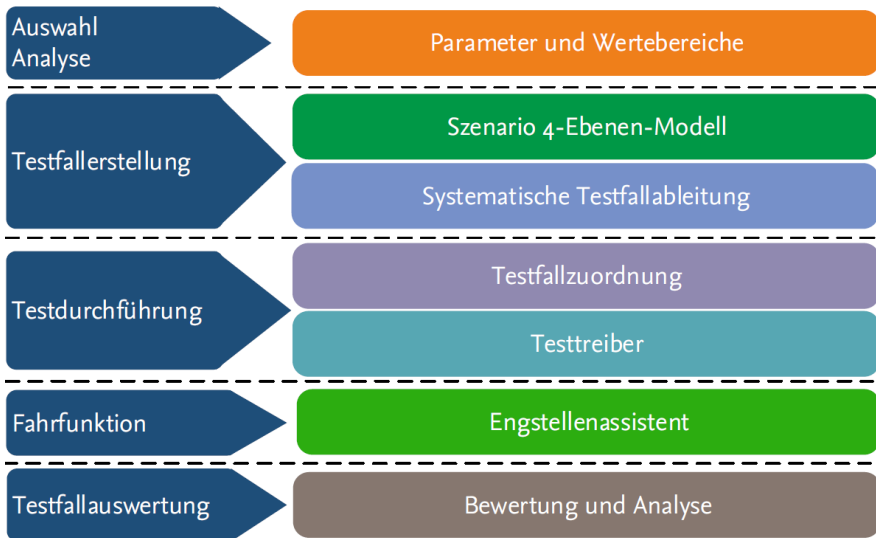 Auswahl
Analyse
Parameter und Wertebereiche
Testfallerstellung
Szenario 4-Ebenen-Modell
Systematische Testfallableitung
Testdurchführung
Testfallzuordnung
Testtreiber
Fahrfunktion
Engstellenassistent
Testfallauswertung
Bewertung und Analyse